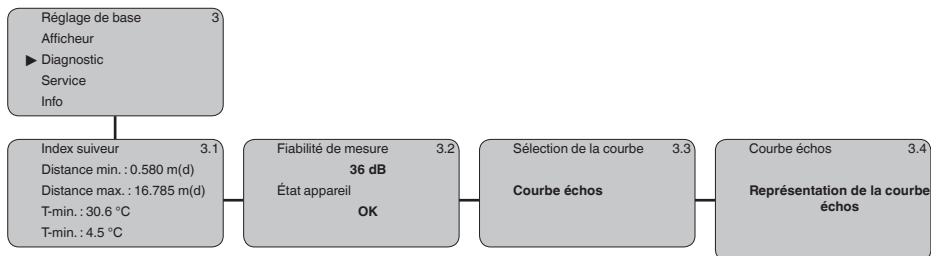 Réglage de base 3
Afficheur
▶ Diagnostic
Service
Info
Index suiveur 3.1
Distance min. : 0.580 m(d)
Distance max. : 16.785 m(d)
T-min. : 30.6 °C
T-min. : 4.5 °C
Fiabilité de mesure 3.2
36 dB
État appareil
OK
Sélection de la courbe 3.3
Courbe échos
Courbe échos 3.4
Représentation de la courbe
échos